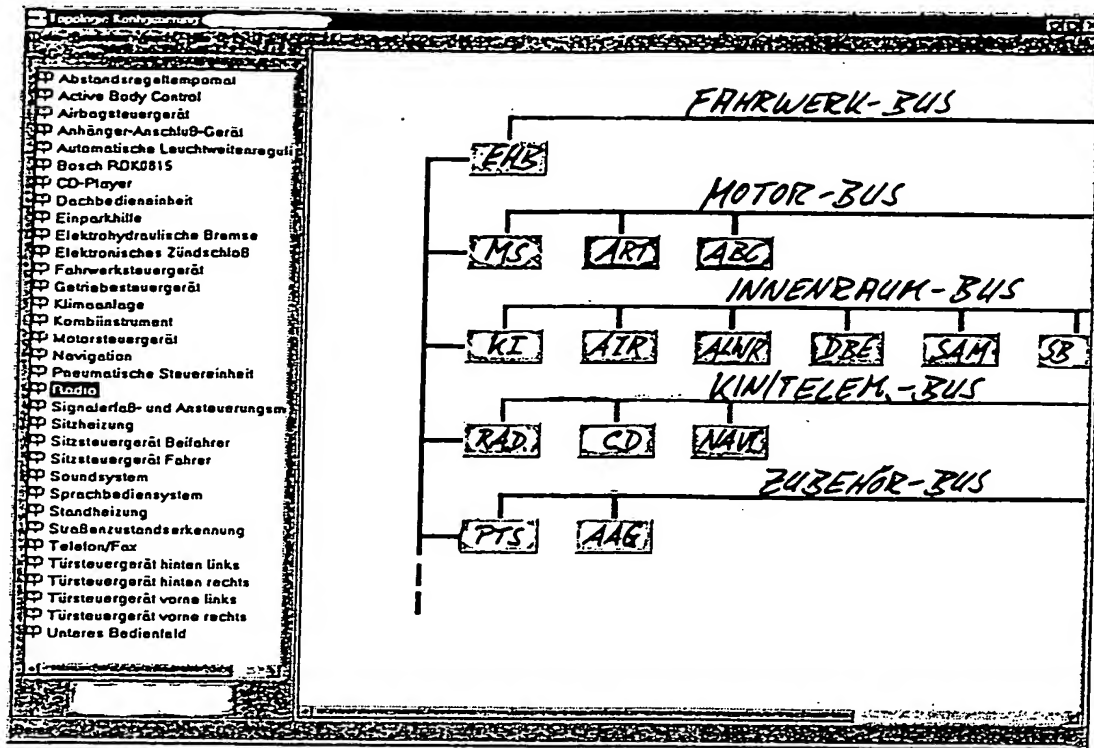 Topologie Konfigurierung
Abstandsregeltempomat
Active Body Control
Airbagsteuergerät
Anhänger-Anschluß-Gerät
Automatische Leuchtweitenreguli
Bosch RDK0815
CD-Player
Dachbedieneinheit
Einparkhilfe
Elektrohydraulische Bremse
Elektronisches Zündschloß
Fahrwerksteuergerät
Getriebesteuergerät
Klimaanlage
Kombiinstrument
Motorsteuergerät
Navigation
Pneumatische Steuereinheit
Radio
Signalerfaß- und Ansteuerungsm
Sitzheizung
Sitzsteuergerät Beifahrer
Sitzsteuergerät Fahrer
Soundsystem
Sprachbediensystem
Standheizung
Straßenzustandserkennung
Telefon/Fax
Türsteuergerät hinten links
Türsteuergerät hinten rechts
Türsteuergerät vorne links
Türsteuergerät vorne rechts
Unteres Bedienfeld
FAHRWERK-BUS
EHB
MOTOR-BUS
MS ART ABC
INNENRAUM-BUS
KI AIR ALWR DBE SAM SB
KIN/TELEM.-BUS
RAD. CD NAVI
ZUBEHÖR-BUS
PTS AAG